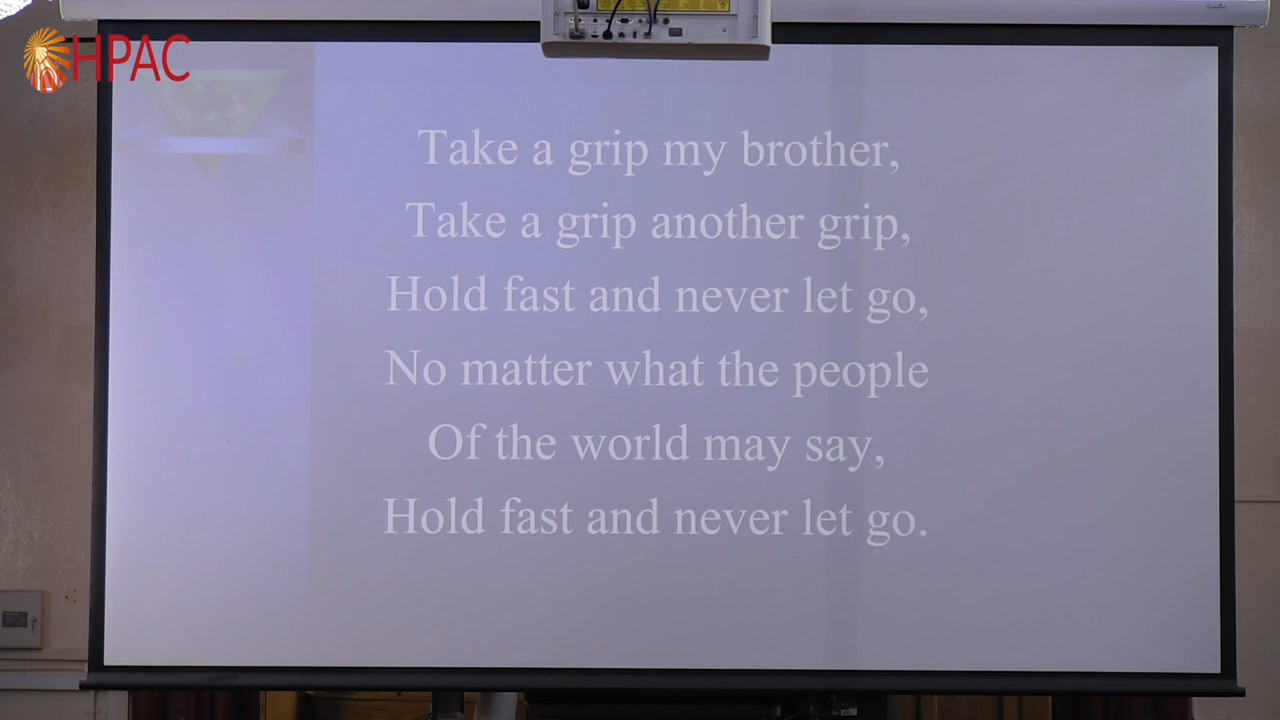 HPAC
Take a grip my brother,
Take a grip another grip,
Hold fast and never let go,
No matter what the people
Of the world may say,
Hold fast and never let go.